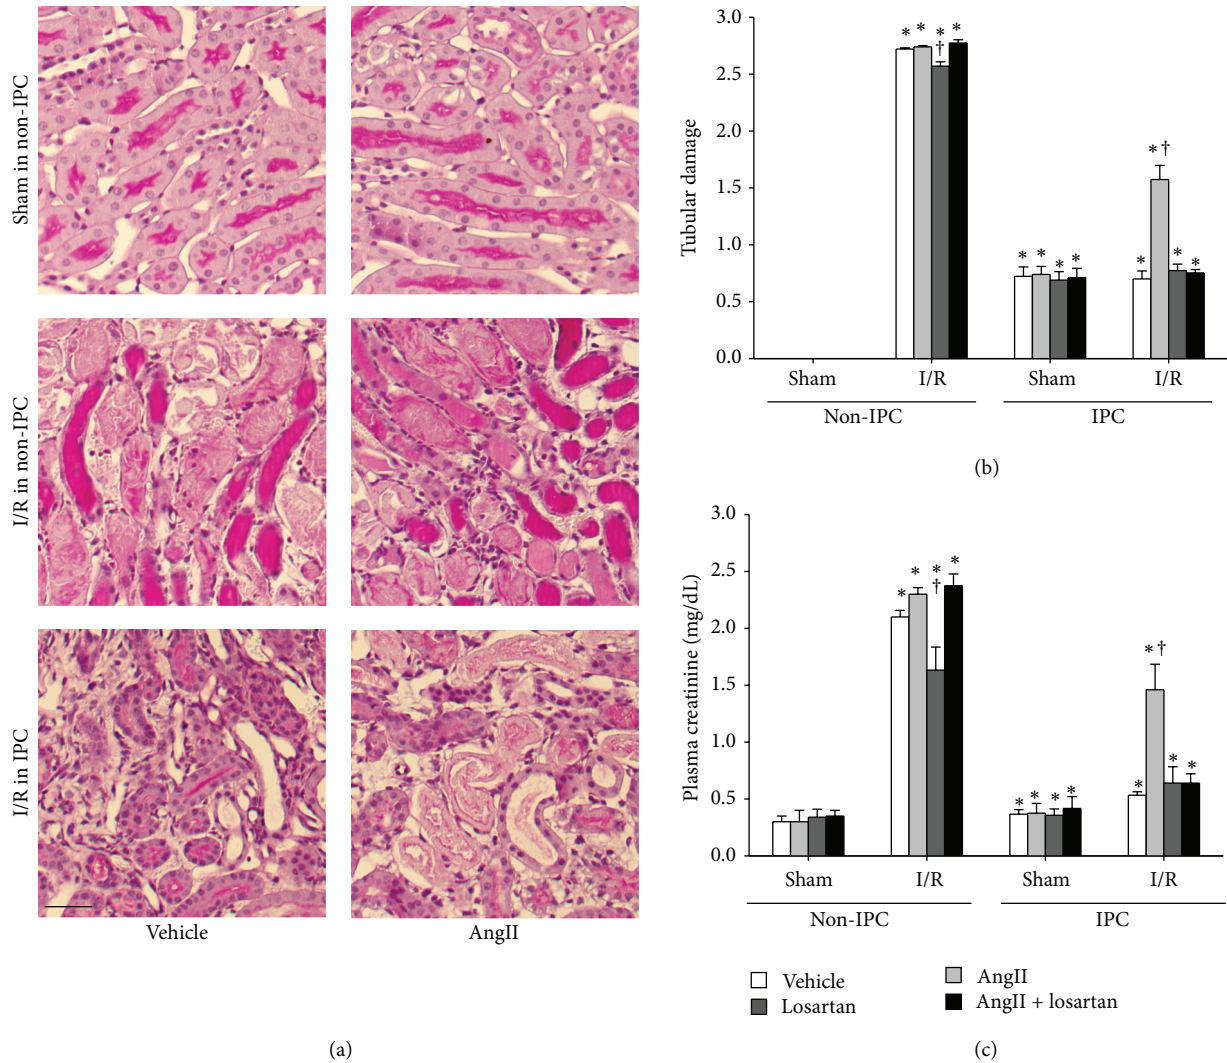 Sham in non-IPC
I/R in non-IPC
I/R in IPC
Vehicle
AngII
(a)
Tubular damage
3.0
2.5
2.0
1.5
1.0
0.5
0.0
* * * *
†
* †
* * * *
* * *
Sham
I/R
Sham
I/R
Non-IPC
IPC
(b)
Plasma creatinine (mg/dL)
3.0
2.5
2.0
1.5
1.0
0.5
0.0
* * * *
†
* †
* * * *
* * *
Sham
I/R
Sham
I/R
Non-IPC
IPC
Vehicle
AngII
Losartan
AngII + losartan
(c)